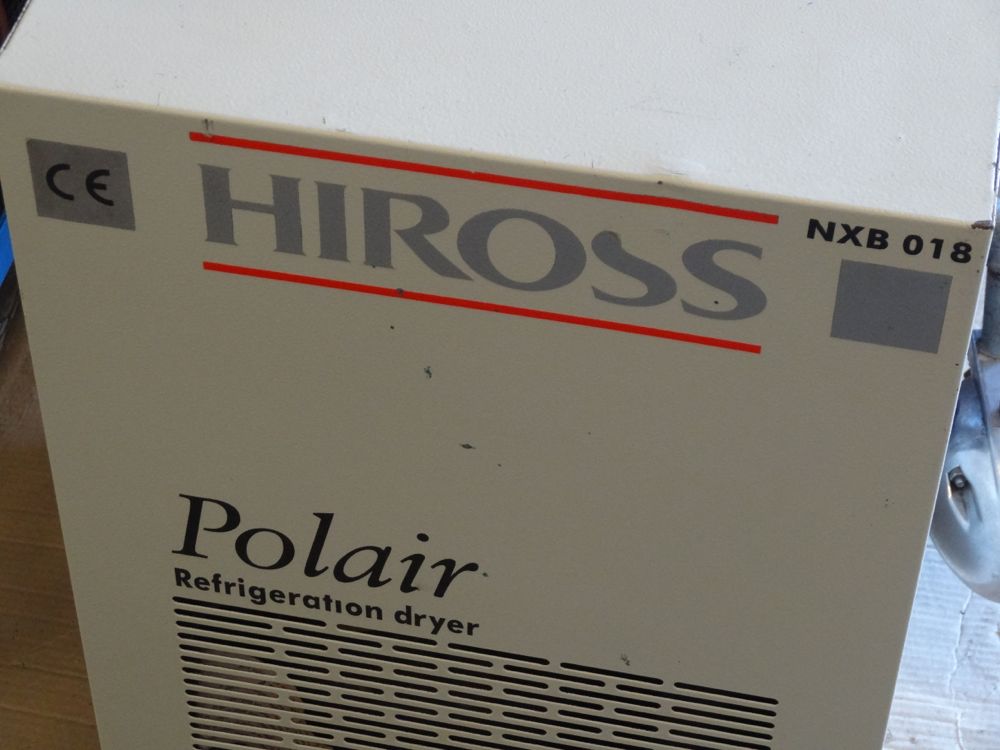 CE
HIROSS
NXB 018
Polair
Refrigeration dryer